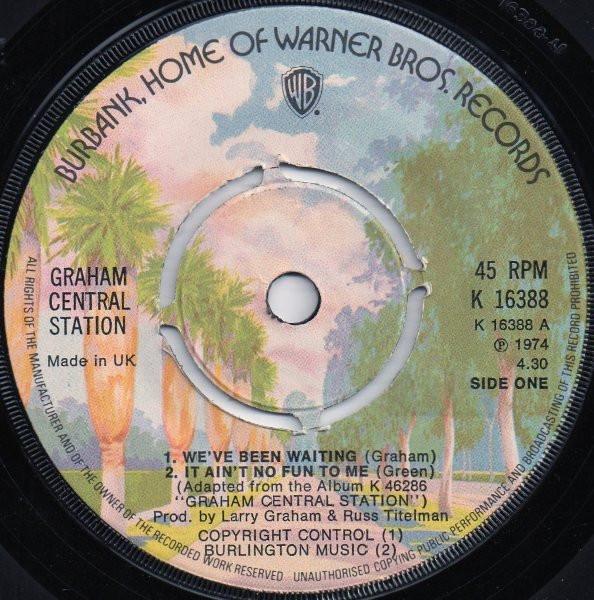 BURBANK, HOME OF WARNER BROS. RECORDS
WB
GRAHAM
CENTRAL
STATION
Made in UK
45 RPM
K 16388
K 16388 A
℗ 1974
4.30
SIDE ONE
1. WE'VE BEEN WAITING (Graham)
2. IT AIN'T NO FUN TO ME (Green)
(Adapted from the Album K 46286
"GRAHAM CENTRAL STATION")
Prod. by Larry Graham & Russ Titelman
COPYRIGHT CONTROL (1)
BURLINGTON MUSIC (2)
ALL RIGHTS OF THE MANUFACTURER AND OF THE OWNER OF THE RECORDED WORK RESERVED UNAUTHORISED COPYING PUBLIC PERFORMANCE AND BROADCASTING OF THIS RECORD PROHIBITED